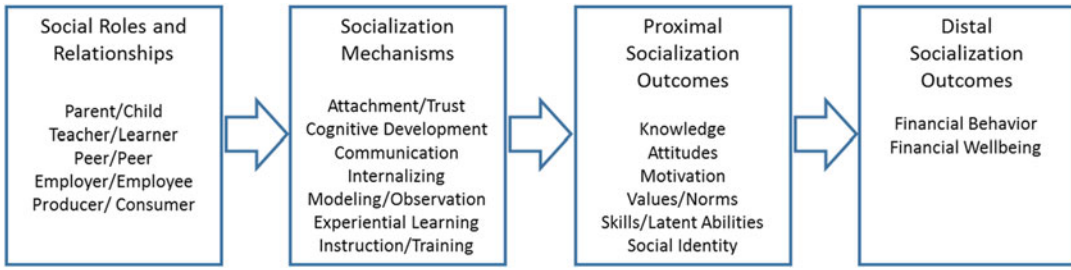 Social Roles and
Relationships
Parent/Child
Teacher/Learner
Peer/Peer
Employer/Employee
Producer/ Consumer
Socialization
Mechanisms
Attachment/Trust
Cognitive Development
Communication
Internalizing
Modeling/Observation
Experiential Learning
Instruction/Training
Proximal
Socialization
Outcomes
Knowledge
Attitudes
Motivation
Values/Norms
Skills/Latent Abilities
Social Identity
Distal
Socialization
Outcomes
Financial Behavior
Financial Wellbeing